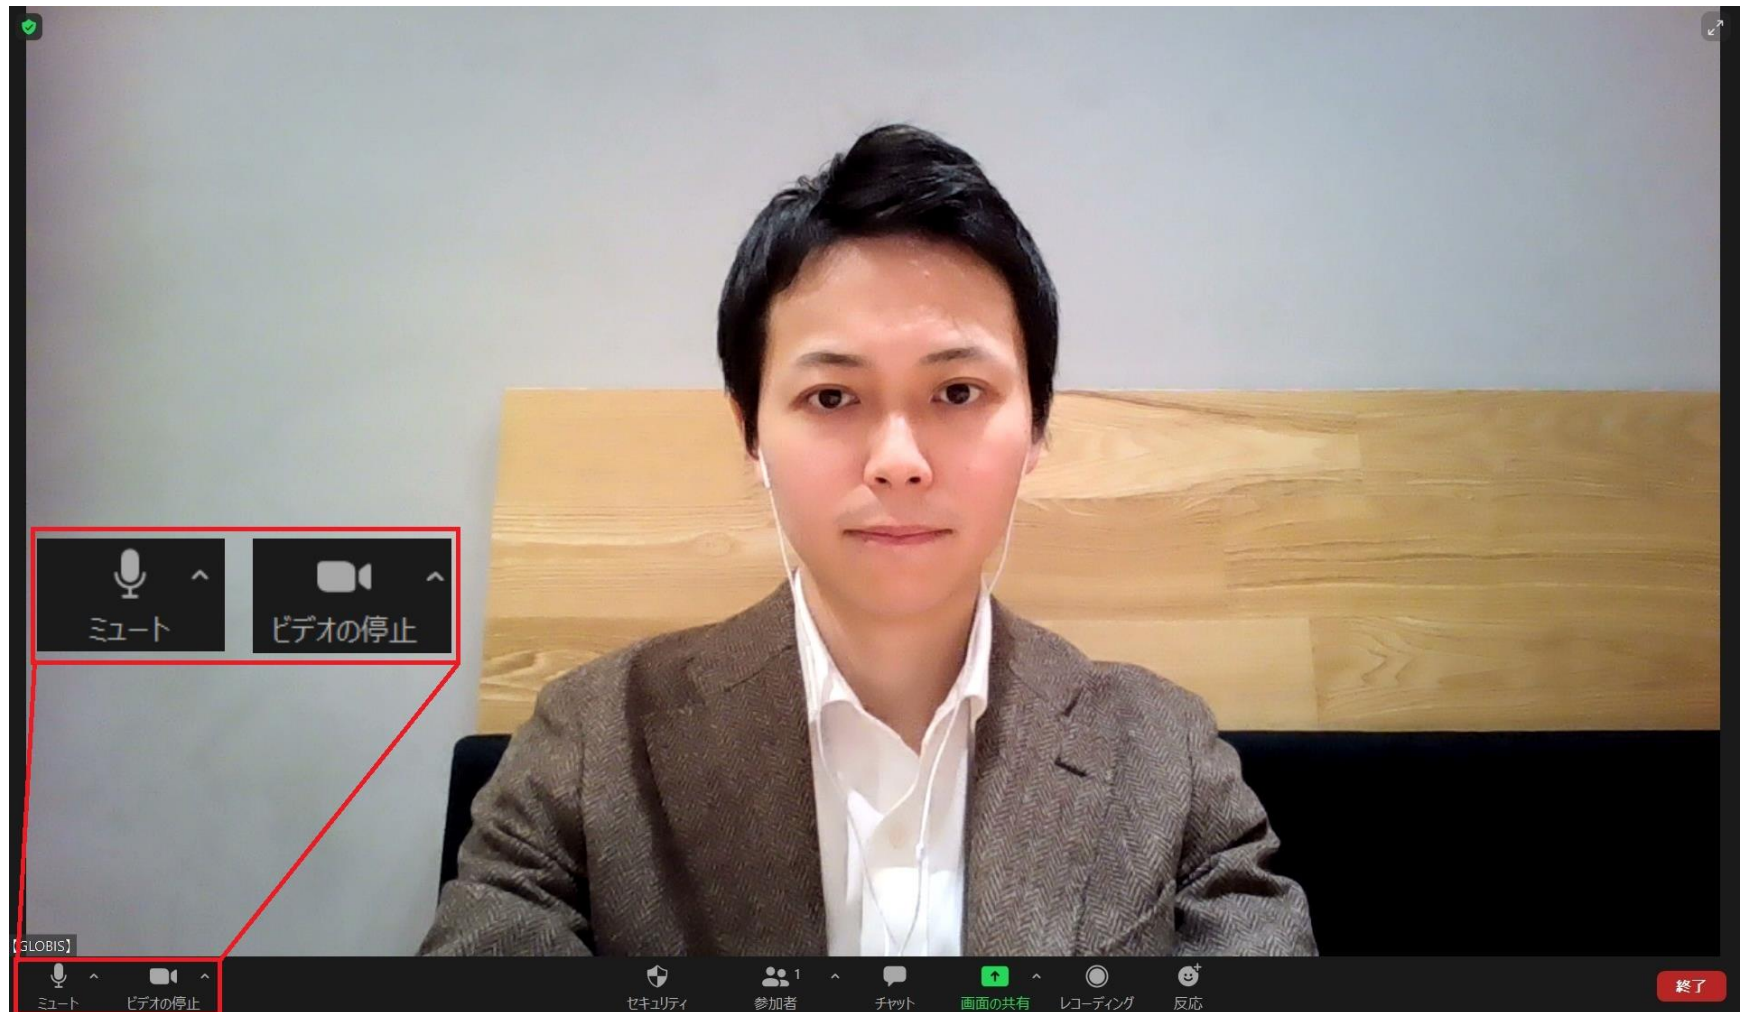 ミュート
ビデオの停止
【GLOBIS】
ミュート
ビデオの停止
セキュリティ
1
参加者
チャット
画面の共有
レコーディング
反応
終了